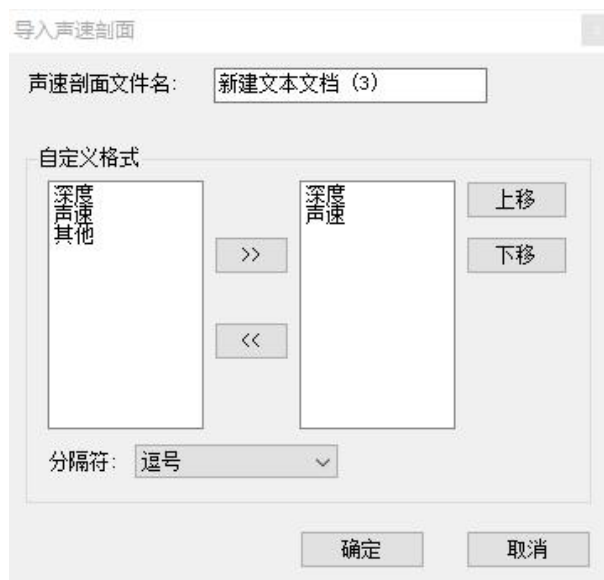 导入声速剖面
声速剖面文件名: 新建文本文档 (3)
自定义格式
深度
声速
其他
>>
<<
深度
声速
上移
下移
分隔符: 逗号
确定 取消